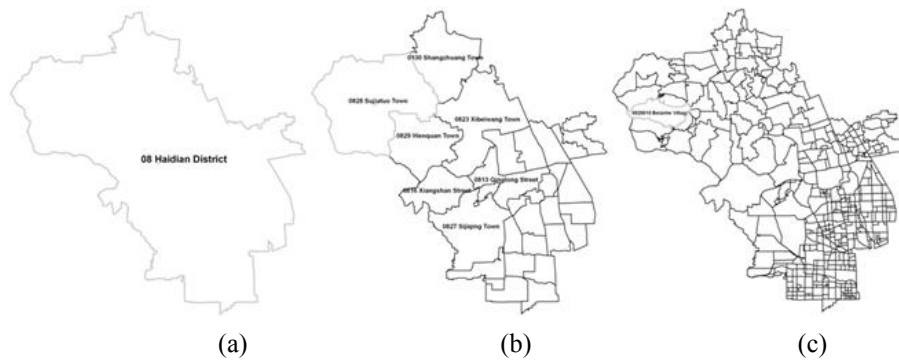 08 Haidian District
0130 Shangzhuang Town
0828 Sujiatuo Town
0823 Xibeiwang Town
0829 Wenquan Town
0813 Qinglong Street
0816 Xiangshan Street
0827 Sijiqing Town
Village
(a) (b) (c)